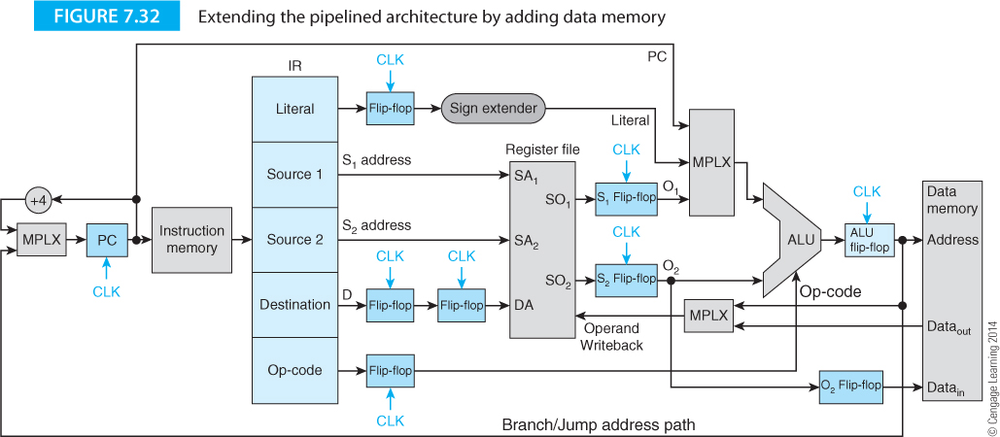 FIGURE 7.32
Extending the pipelined architecture by adding data memory
PC
IR
CLK
Literal
Flip-flop
Sign extender
Literal
S1 address
Source 1
Register file
SA1
SO1
CLK
S1 Flip-flop
O1
MPLX
+4
MPLX
PC
CLK
Instruction
memory
S2 address
Source 2
SA2
SO2
CLK
S2 Flip-flop
O2
ALU
CLK
ALU
flip-flop
Data
memory
Address
Destination
D
CLK
Flip-flop
CLK
Flip-flop
DA
Operand
Writeback
MPLX
Op-code
Dataout
Op-code
Flip-flop
CLK
O2 Flip-flop
Datain
Branch/Jump address path
© Cengage Learning 2014